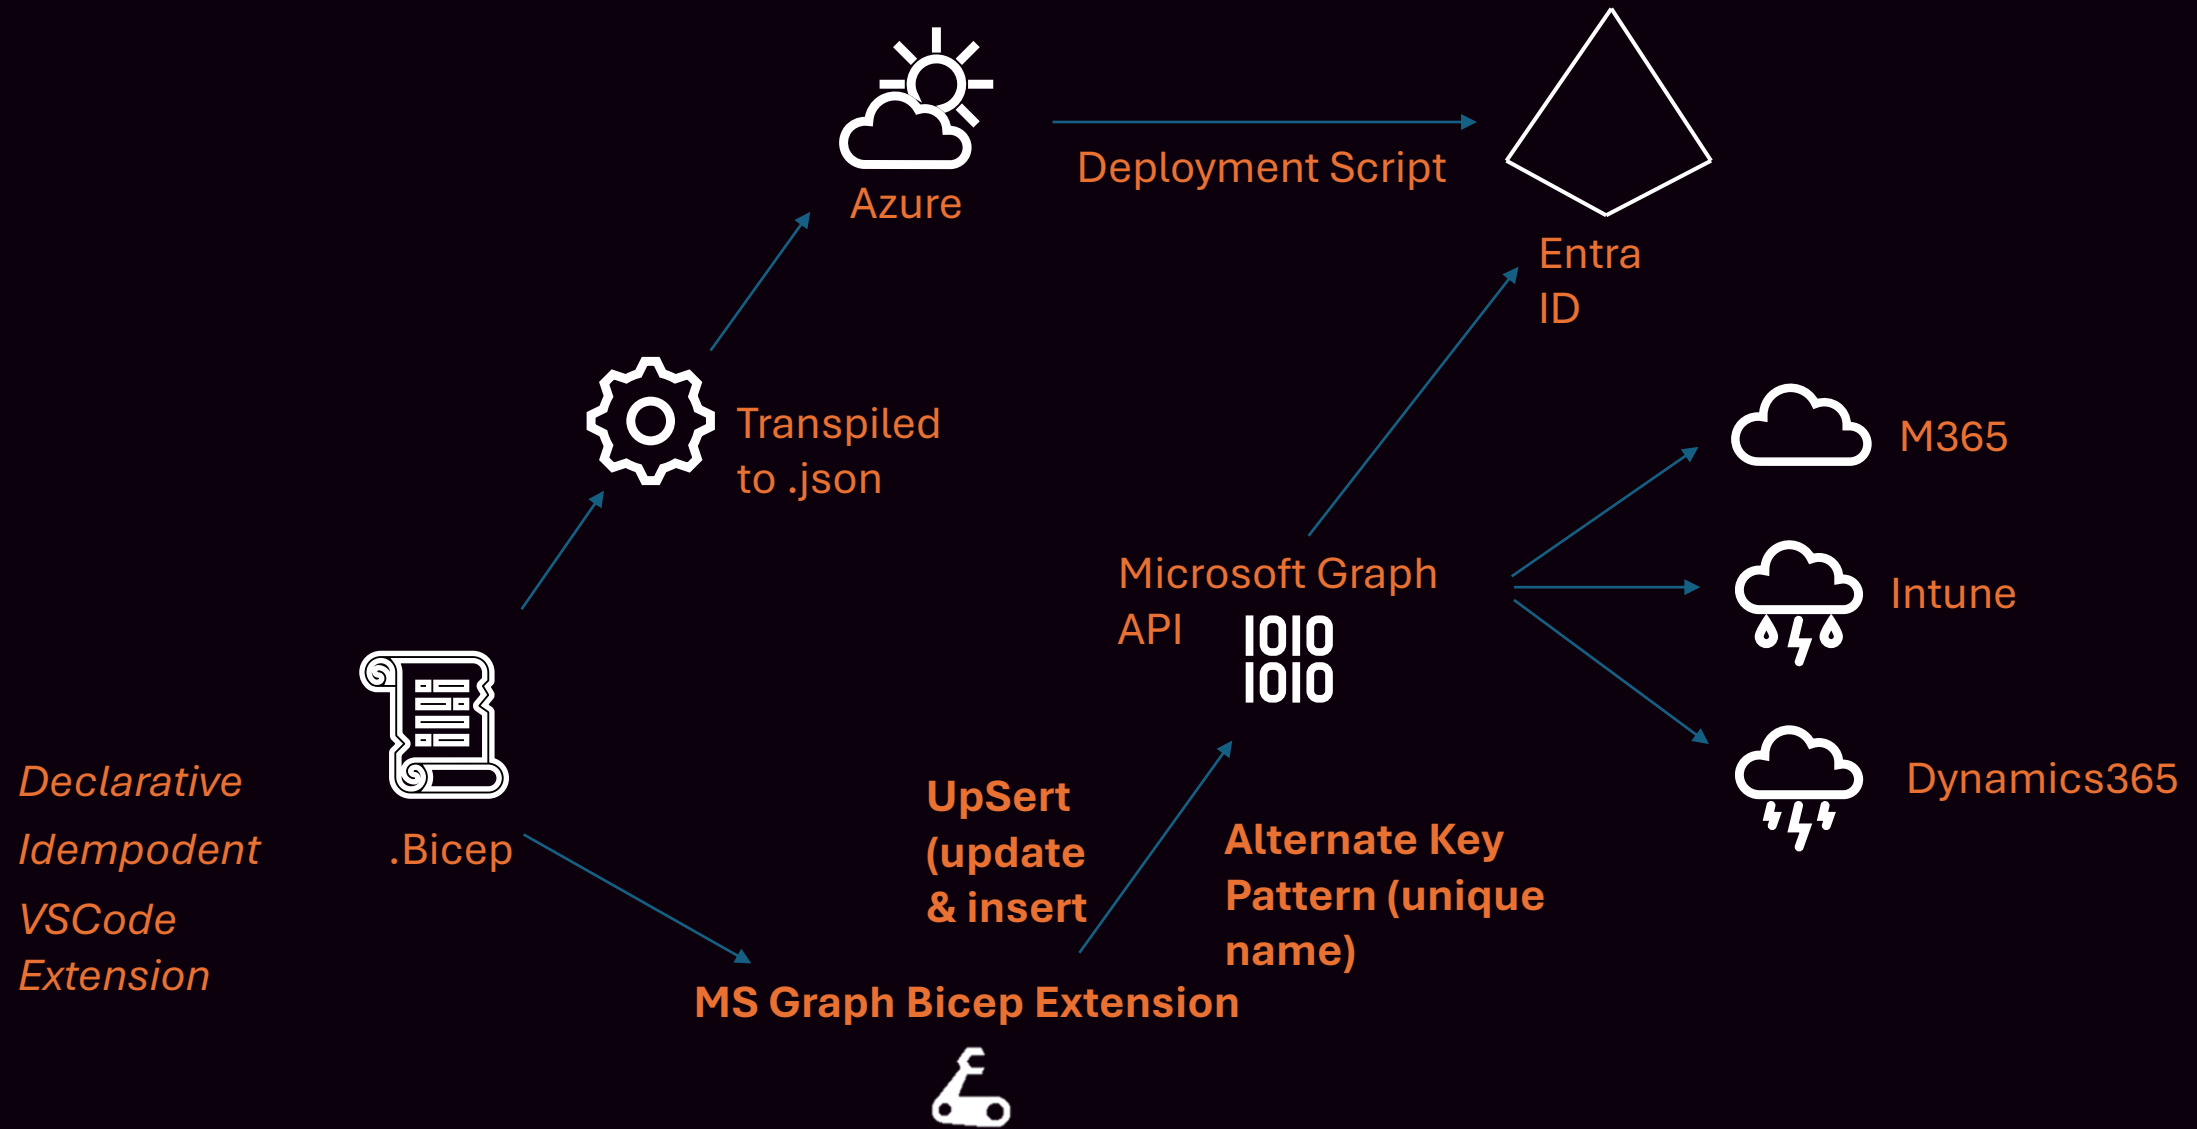 Azure
Deployment Script
Entra
ID
Transpiled
to .json
M365
Microsoft Graph
API
1010
1010
Intune
Dynamics365
Declarative
Idempodent
VSCode
Extension
.Bicep
UpSert
(update
& insert
Alternate Key
Pattern (unique
name)
MS Graph Bicep Extension